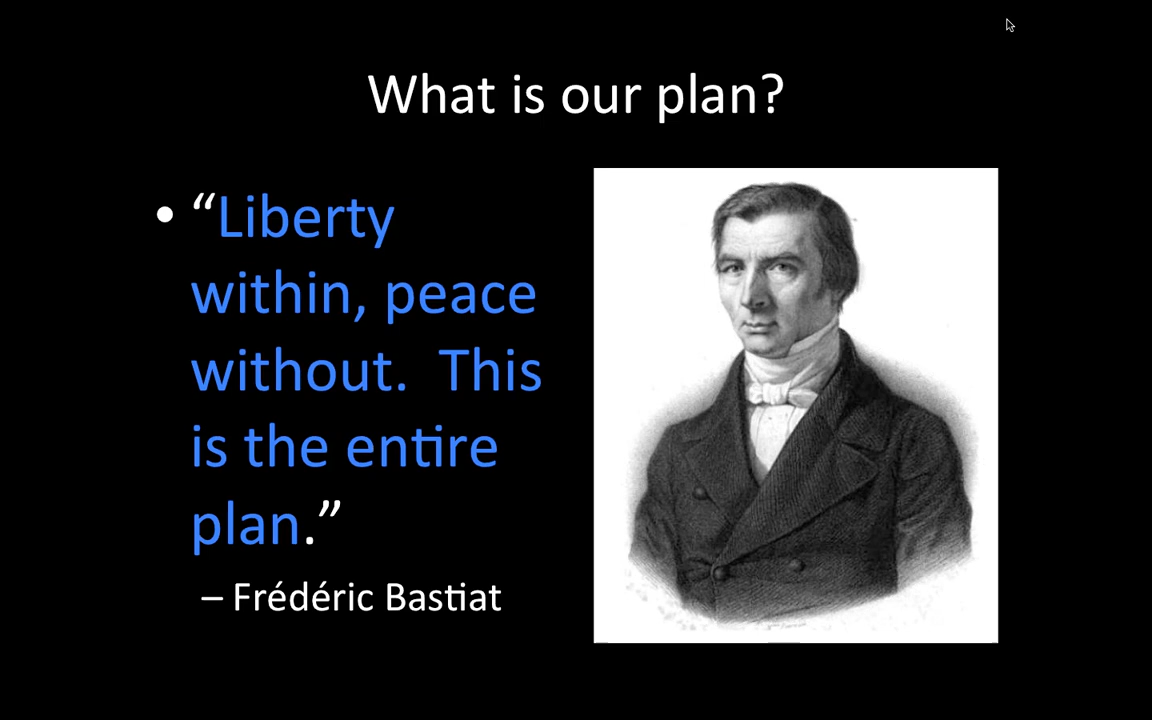 What is our plan?
• “Liberty
within, peace
without.  This
is the entire
plan.”
– Frédéric Bastiat